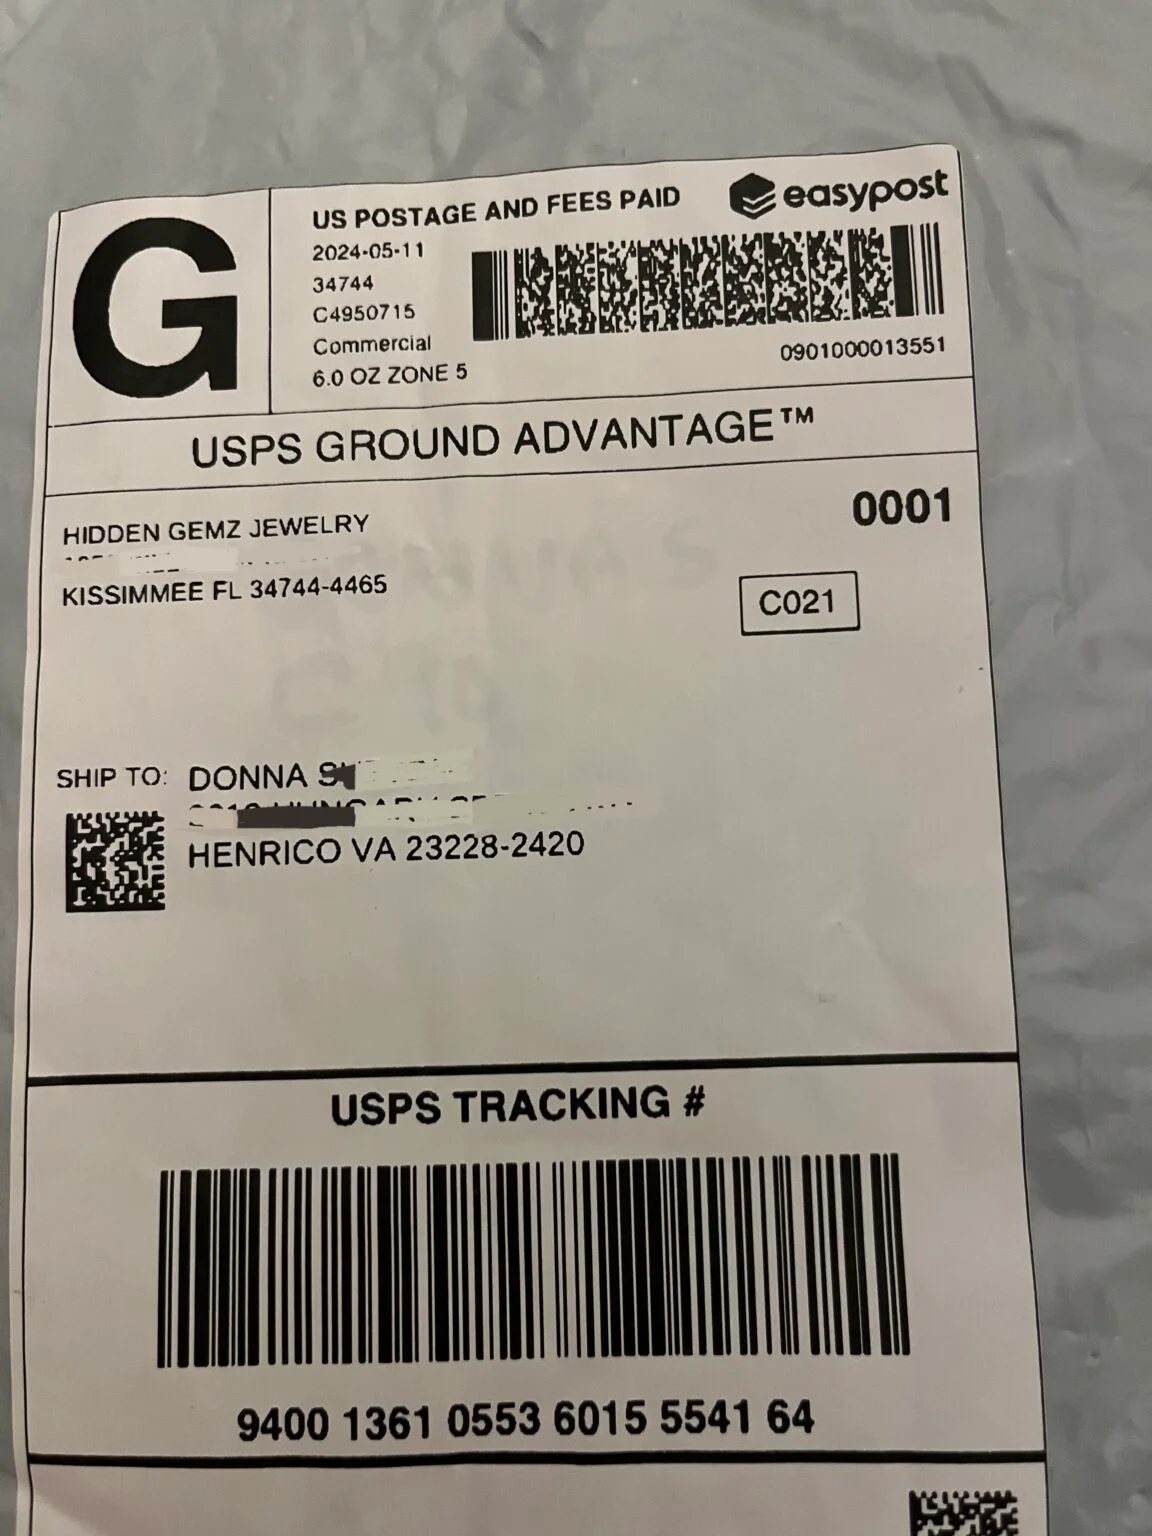 G
US POSTAGE AND FEES PAID
easypost
2024-05-11
34744
C4950715
Commercial
6.0 OZ ZONE 5
0901000013551
USPS GROUND ADVANTAGE™
HIDDEN GEMZ JEWELRY
0001
KISSIMMEE FL 34744-4465
C021
SHIP TO: DONNA
HENRICO VA 23228-2420
USPS TRACKING #
9400 1361 0553 6015 5541 64